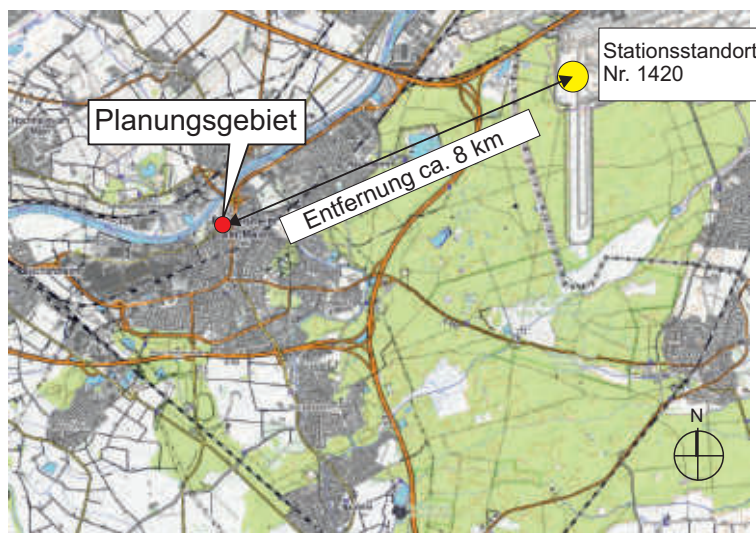 Stationsstandort
Nr. 1420
Planungsgebiet
Entfernung ca. 8 km
N